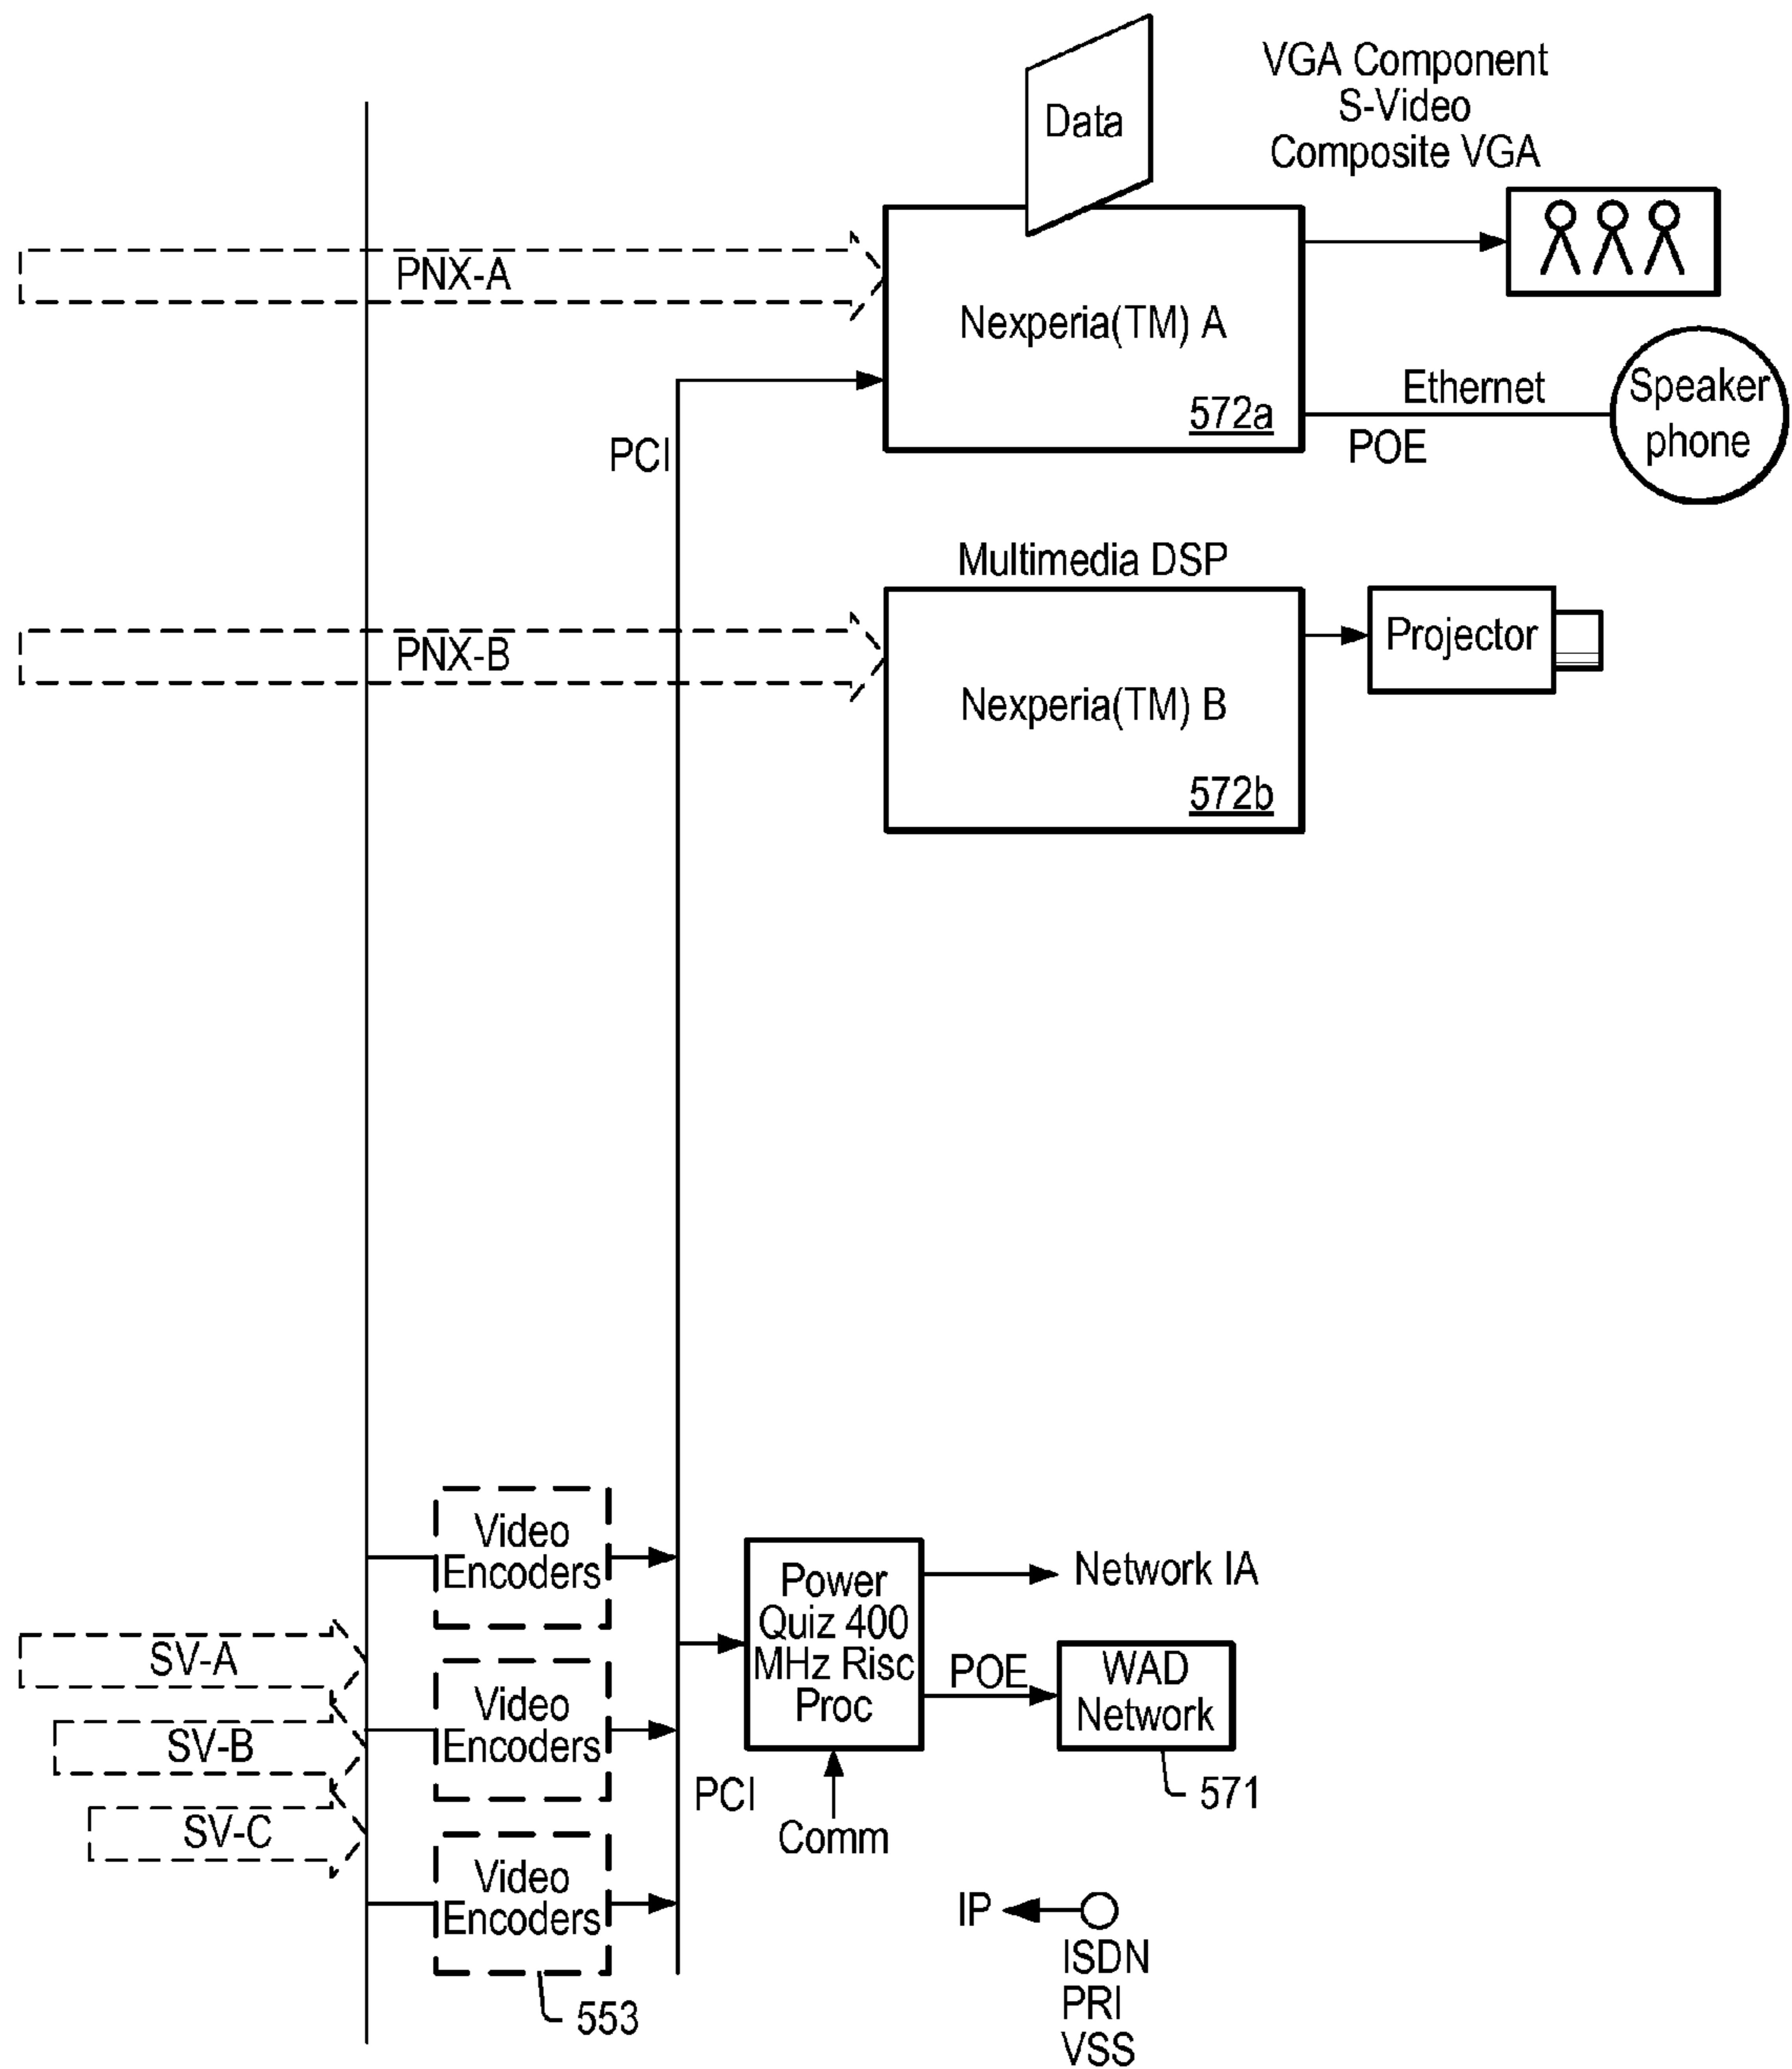 VGA Component
S-Video
Composite VGA
Data
PNX-A
Nexperia(TM) A
572a
Ethernet
POE
Speaker
phone
PCI
Multimedia DSP
PNX-B
Nexperia(TM) B
572b
Projector
Video
Encoders
Power
Quiz 400
MHz Risc
Proc
Network IA
SV-A
POE
WAD
Network
Video
Encoders
SV-B
PCI
571
SV-C
Comm
Video
Encoders
553
IP
ISDN
PRI
VSS